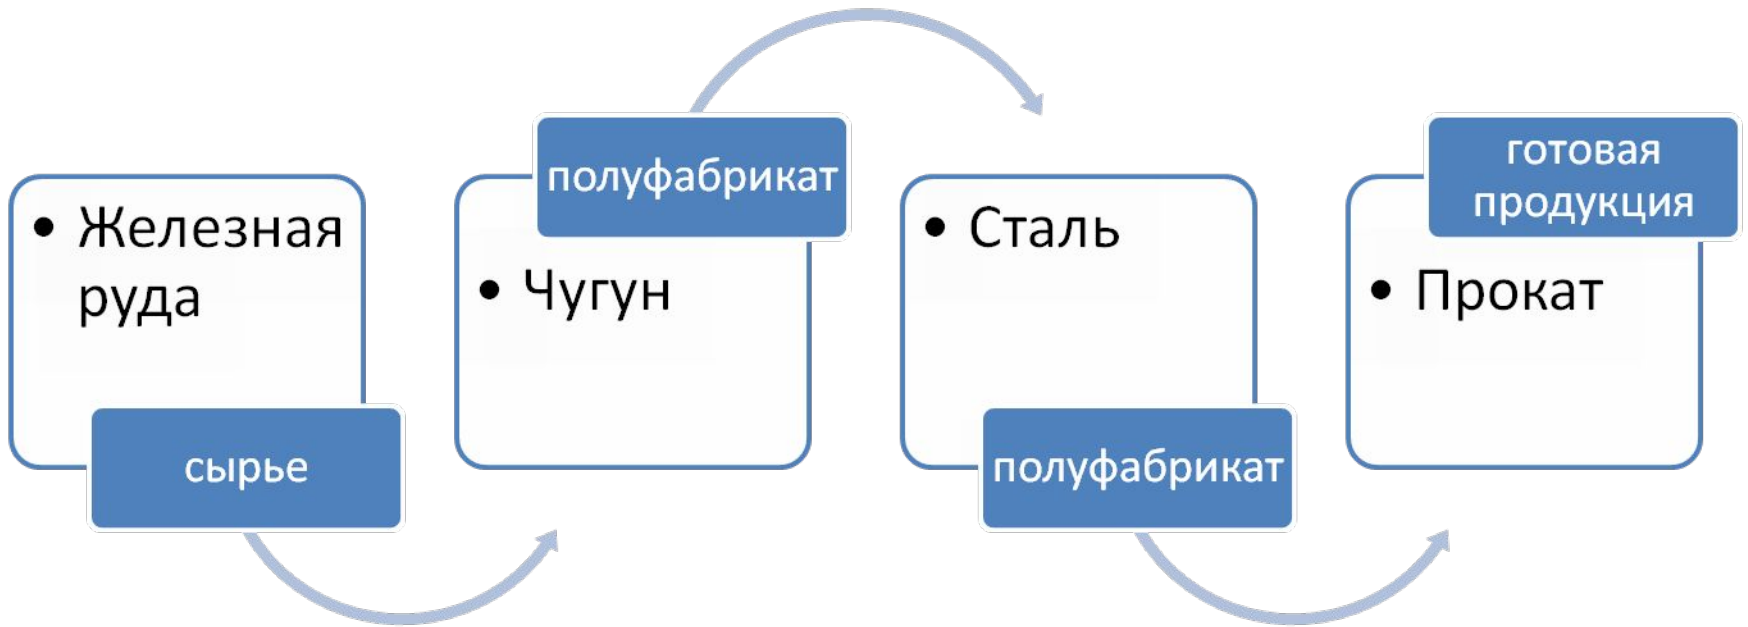 • Железная
руда
сырье
полуфабрикат
• Чугун
• Сталь
полуфабрикат
готовая
продукция
• Прокат